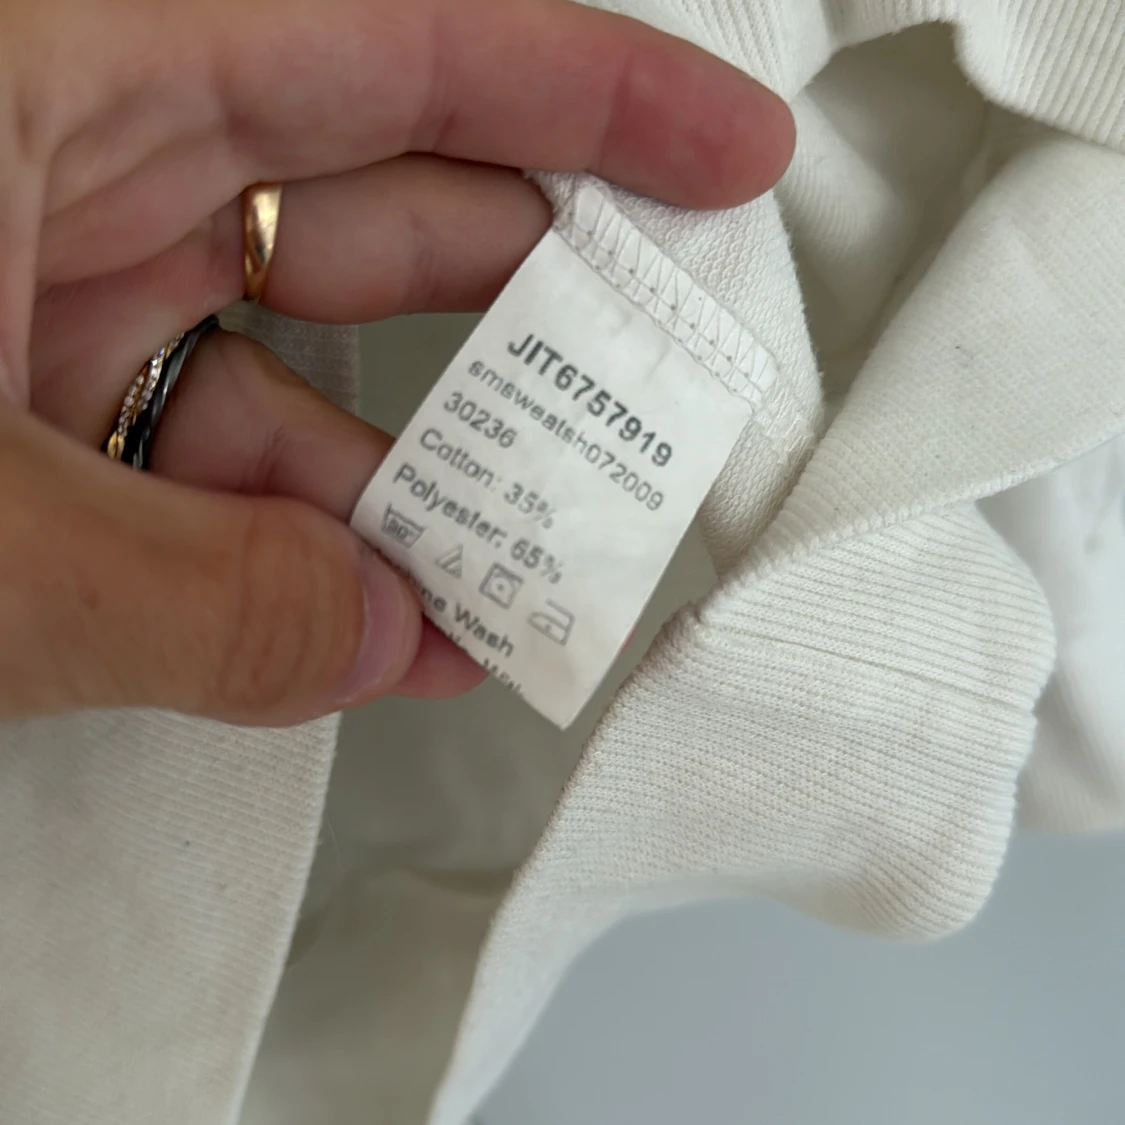 JIT6757919
smsweatsh072009
30236
Cotton: 35%
Polyester: 65%
Wash